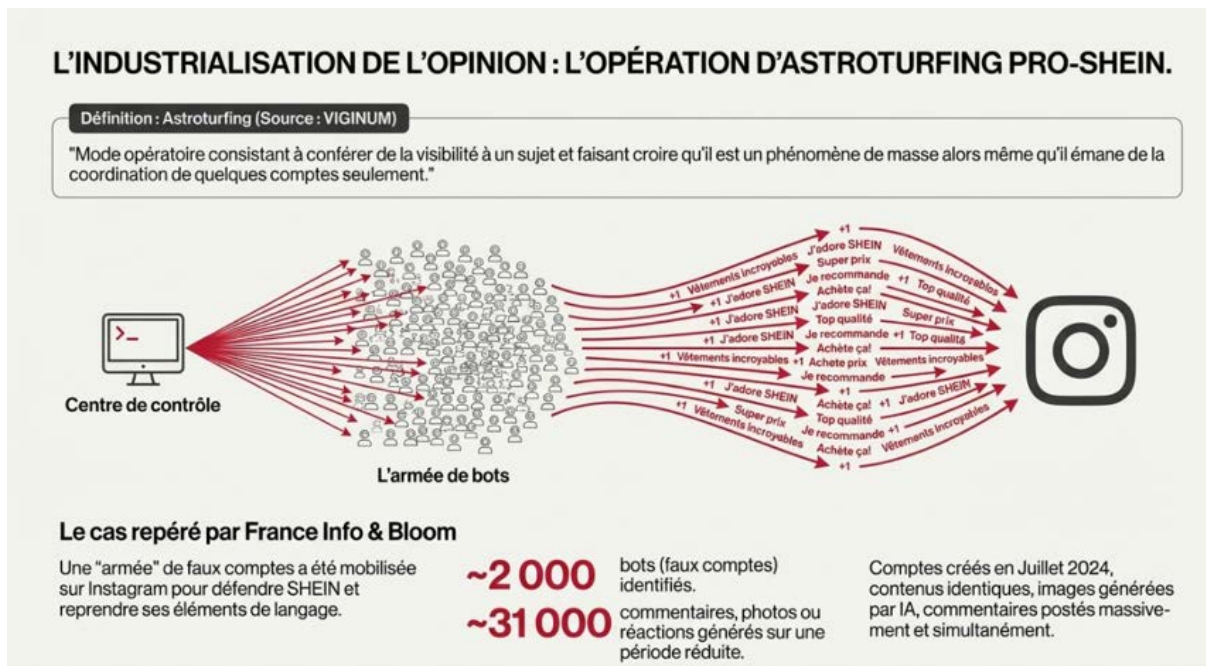 L'INDUSTRIALISATION DE L'OPINION : L'OPÉRATION D'ASTROTURFING PRO-SHEIN.
Définition : Astroturfing (Source : VIGINUM)
"Mode opératoire consistant à conférer de la visibilité à un sujet et faisant croire qu'il est un phénomène de masse alors même qu'il émane de la
coordination de quelques comptes seulement."
>_
Centre de contrôle
L'armée de bots
+1
+1 Vêtements incroyables J'adore SHEIN Vêtements incroyables
Super prix
+1 J'adore SHEIN Je recommande +1 Top qualité
Achète ça!
+1 J'adore SHEIN J'adore SHEIN Super prix
Top qualité
+1 J'adore SHEIN Je recommande +1 Top qualité
Achète ça!
+1 Vêtements incroyables +1 Achete prix Vêtements incroyables
Je recommande
+1
+1 J'adore SHEIN Achète ça! +1 J'adore SHEIN
Super prix Top qualité
Je recommande +1
+1 Vêtements incroyables Achète ça! Vêtements incroyables
+1
Le cas repéré par France Info & Bloom
Une "armée" de faux comptes a été mobilisée
sur Instagram pour défendre SHEIN et
reprendre ses éléments de langage.
~2 000 bots (faux comptes)
identifiés.
~31 000 commentaires, photos ou
réactions générés sur une
période réduite.
Comptes créés en Juillet 2024,
contenus identiques, images générées
par IA, commentaires postés massive-
ment et simultanément.